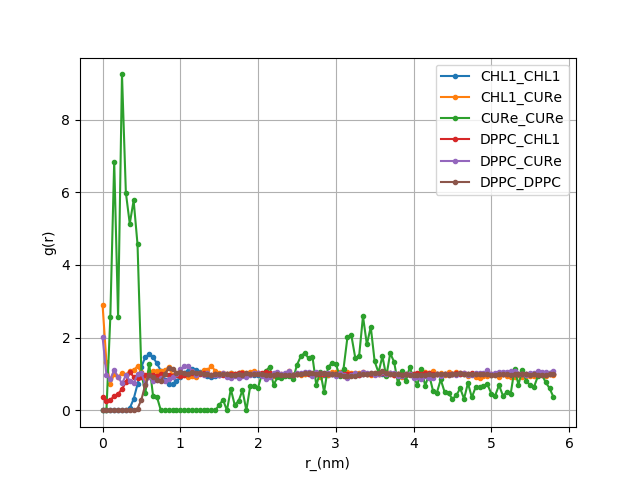 CHL1_CHL1
CHL1_CURe
CURe_CURe
DPPC_CHL1
DPPC_CURe
DPPC_DPPC
g(r)
8
6
4
2
0
0 1 2 3 4 5 6
r_(nm)